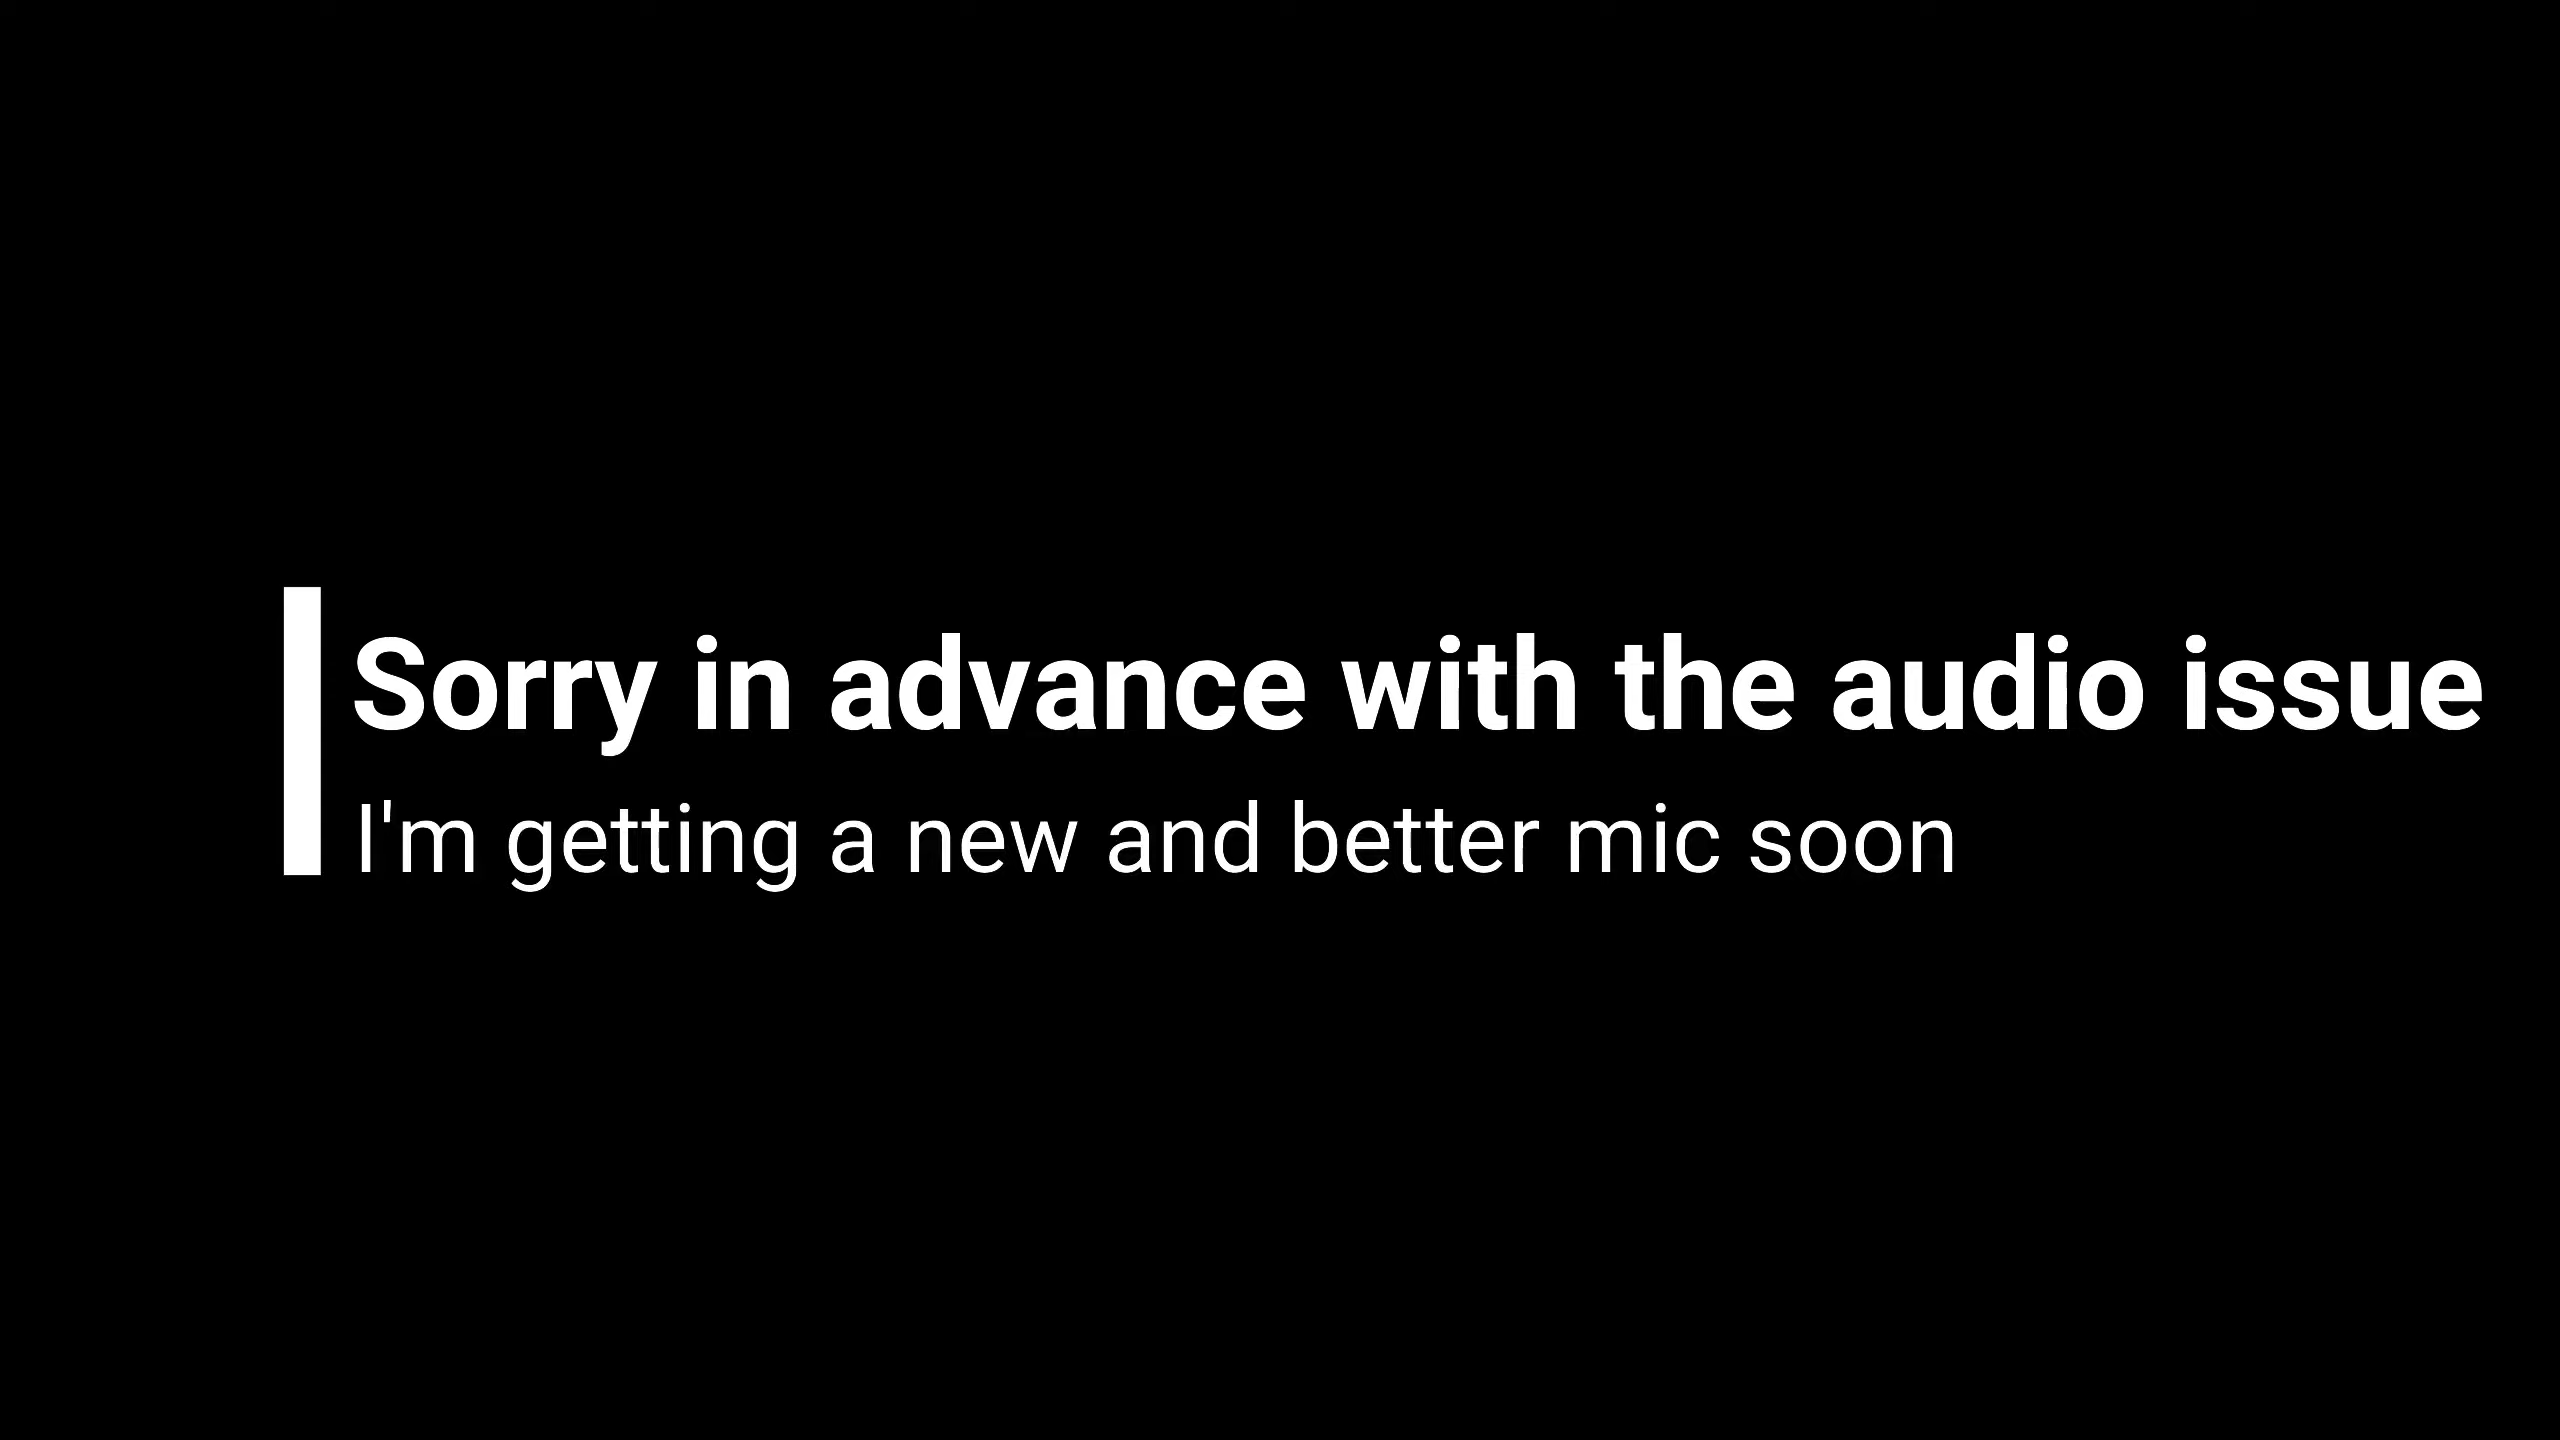 Sorry in advance with the audio issue
I'm getting a new and better mic soon